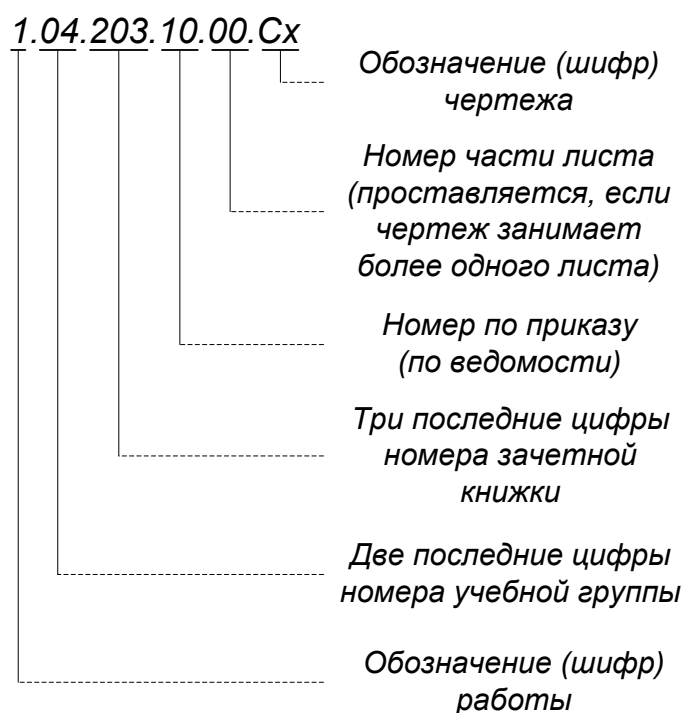 1.04.203.10.00.Сх
Обозначение (шифр)
чертежа
Номер части листа
(проставляется, если
чертеж занимает
более одного листа)
Номер по приказу
(по ведомости)
Три последние цифры
номера зачетной
книжки
Две последние цифры
номера учебной группы
Обозначение (шифр)
работы